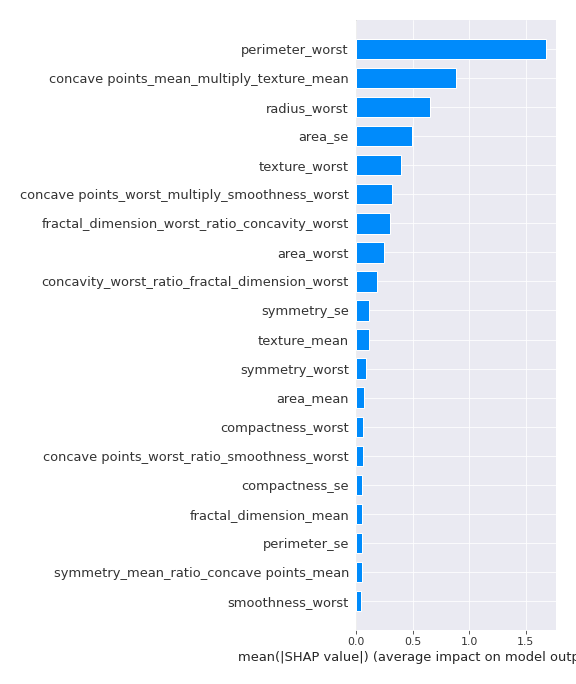 perimeter_worst
concave points_mean_multiply_texture_mean
radius_worst
area_se
texture_worst
concave points_worst_multiply_smoothness_worst
fractal_dimension_worst_ratio_concavity_worst
area_worst
concavity_worst_ratio_fractal_dimension_worst
symmetry_se
texture_mean
symmetry_worst
area_mean
compactness_worst
concave points_worst_ratio_smoothness_worst
compactness_se
fractal_dimension_mean
perimeter_se
symmetry_mean_ratio_concave points_mean
smoothness_worst
0.0 0.5 1.0 1.5
mean(|SHAP value|) (average impact on model outp